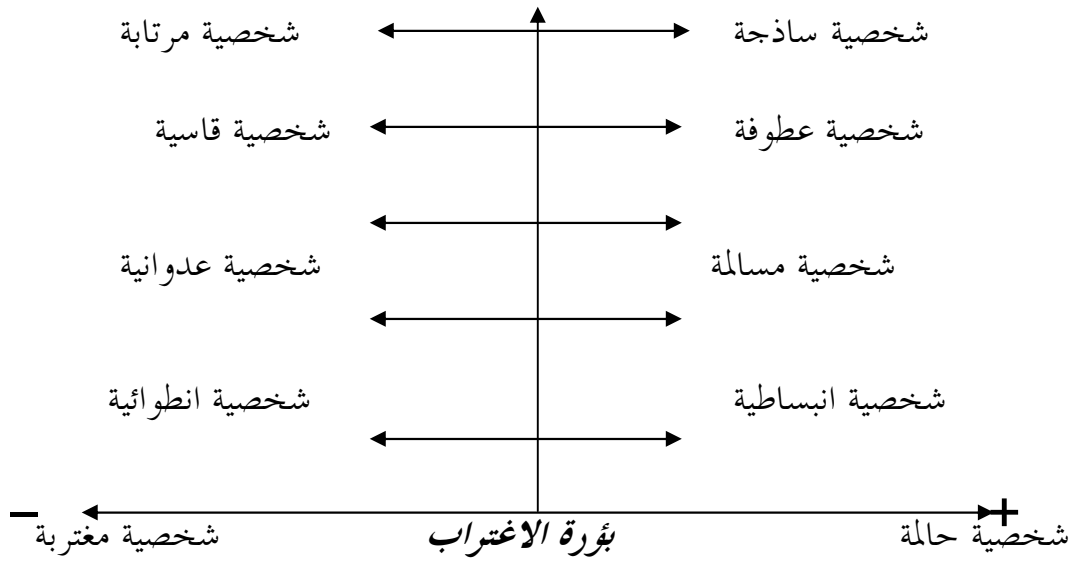 شخصية ساذجة شخصية مرتابة
شخصية عطوفة شخصية قاسية
شخصية مسالمة شخصية عدوانية
شخصية انبساطية شخصية انطوائية
+ −
شخصية حالمة بؤرة الاغتراب شخصية مغتربة